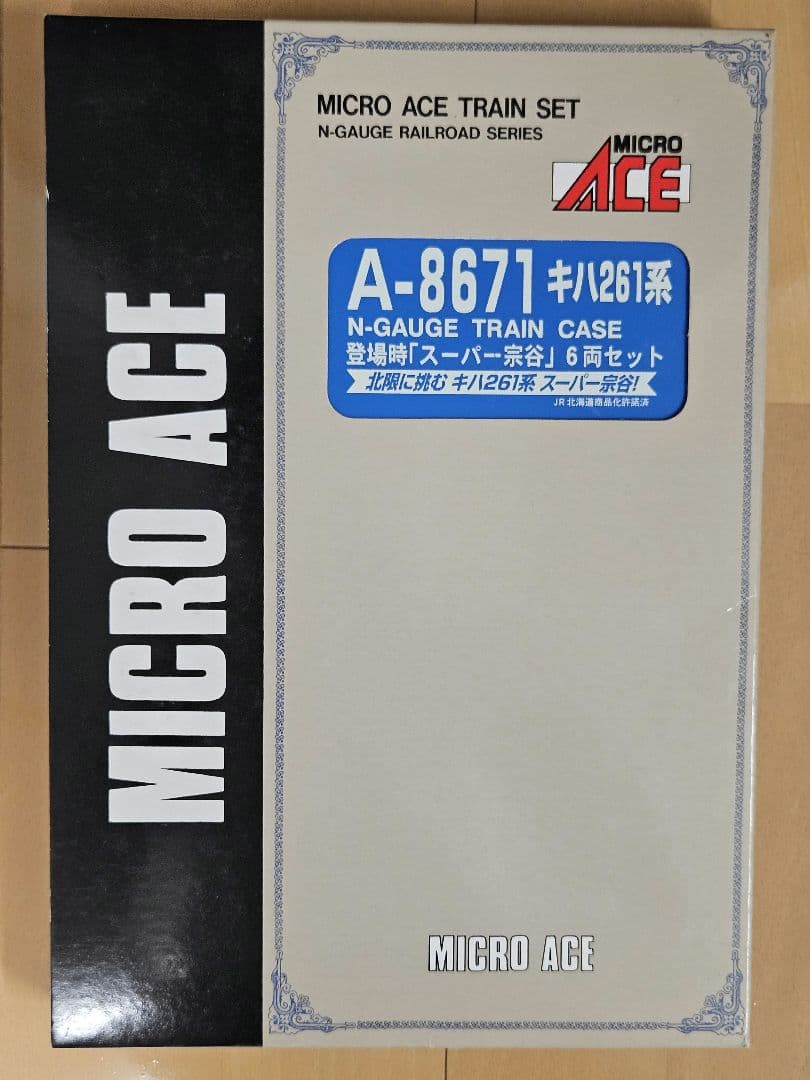 MICRO ACE
MICRO ACE TRAIN SET
N-GAUGE RAILROAD SERIES
MICRO
ACE
A-8671 キハ261系
N-GAUGE TRAIN CASE
登場時「スーパー宗谷」6両セット
北限に挑む キハ261系 スーパー宗谷!
JR北海道商品化許諾済
MICRO ACE